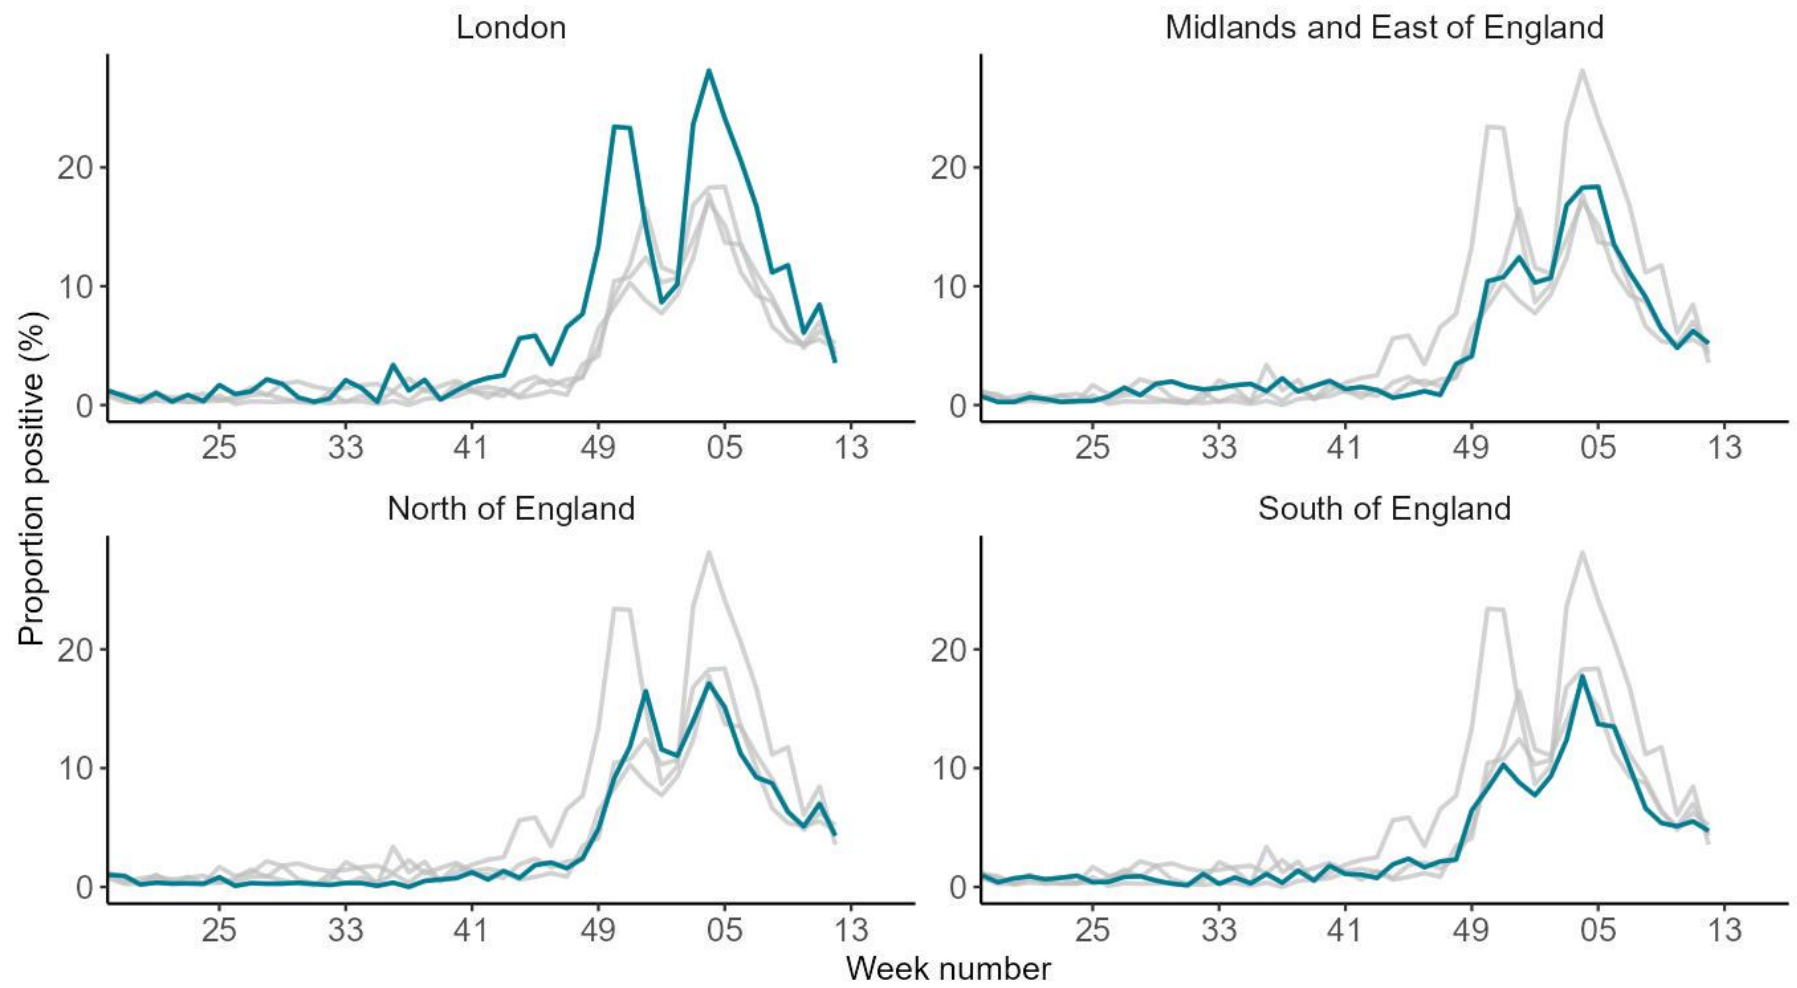 London
Midlands and East of England
20
10
0
25 33 41 49 05 13
20
10
0
25 33 41 49 05 13
North of England
South of England
20
10
0
25 33 41 49 05 13
20
10
0
25 33 41 49 05 13
Proportion positive (%)
Week number